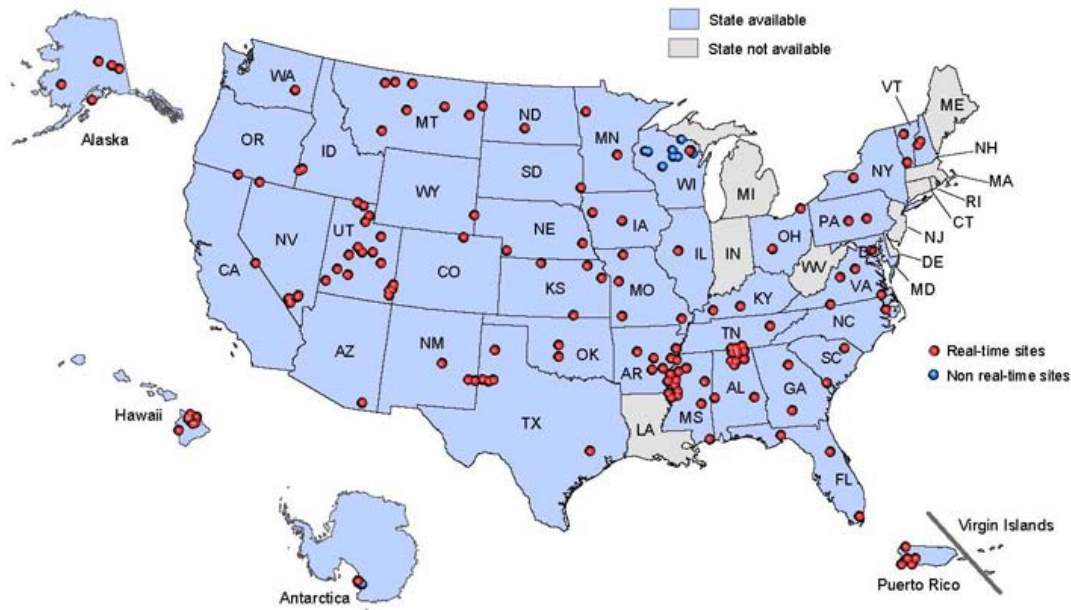 State available
State not available
Alaska
WA
MT
ND
MN
VT
ME
OR
ID
WY
SD
WI
MI
NY
NH
MA
RI
CT
NV
UT
NE
IA
PA
NJ
CA
CO
KS
MO
IL
IN
OH
WV
DE
MD
VA
KY
AZ
NM
OK
AR
TN
NC
SC
Real-time sites
Non real-time sites
Hawaii
TX
LA
MS
AL
GA
FL
Antarctica
Virgin Islands
Puerto Rico